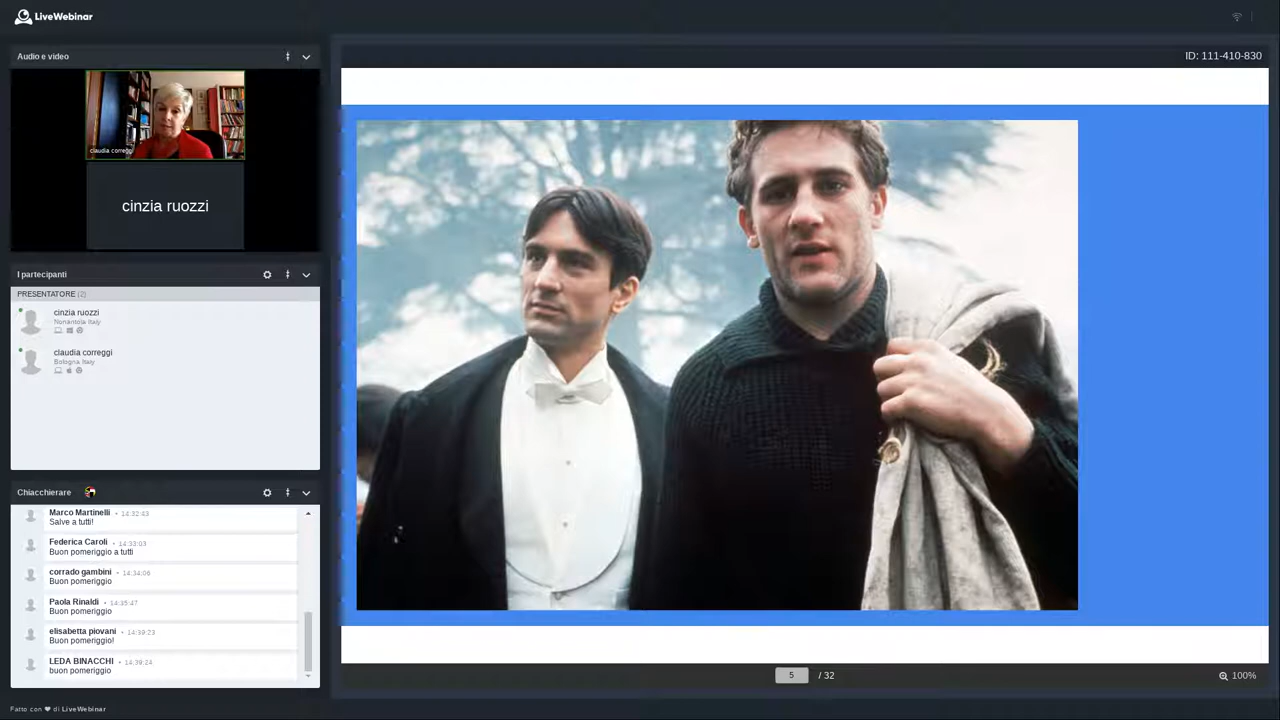 LiveWebinar
Audio e video
ID: 111-410-830
claudia correggi
cinzia ruozzi
I partecipanti
PRESENTATORE (2)
cinzia ruozzi
Nonantola Italy
claudia correggi
Bologna Italy
Chiacchierare
Marco Martinelli • 14:32:43
Salve a tutti!
Federica Caroli • 14:33:03
Buon pomeriggio a tutti
corrado gambini • 14:34:06
Buon pomeriggio
Paola Rinaldi • 14:35:47
Buon pomeriggio
elisabetta piovani • 14:39:23
Buon pomeriggio!
LEDA BINACCHI • 14:39:24
buon pomeriggio
5 / 32
100%
Fatto con ❤ di LiveWebinar